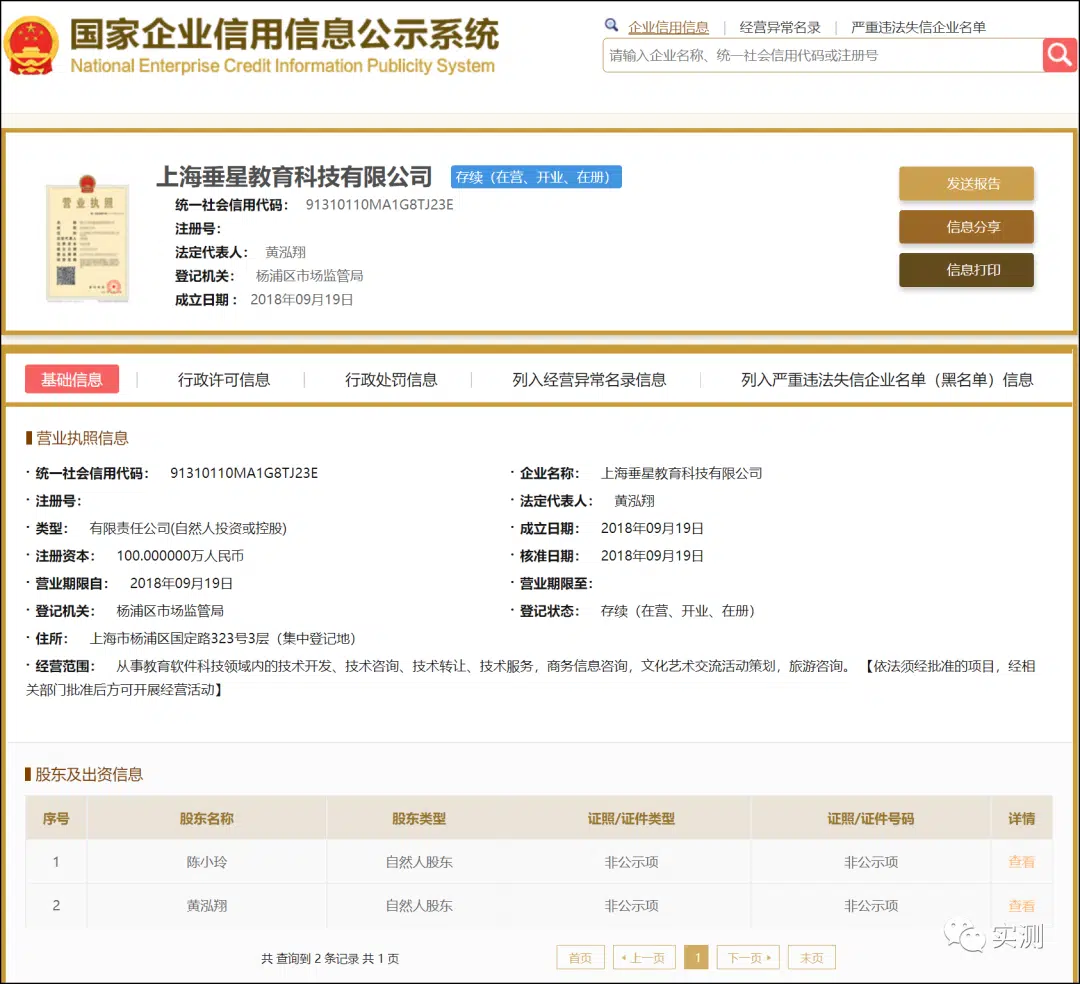 国家企业信用信息公示系统
National Enterprise Credit Information Publicity System
企业信用信息 | 经营异常名录 | 严重违法失信企业名单
请输入企业名称、统一社会信用代码或注册号
营业执照
上海垂星教育科技有限公司 存续（在营、开业、在册）
统一社会信用代码： 91310110MA1G8TJ23E
注册号：
法定代表人： 黄泓翔
登记机关： 杨浦区市场监管局
成立日期： 2018年09月19日
发送报告
信息分享
信息打印
基础信息 | 行政许可信息 | 行政处罚信息 | 列入经营异常名录信息 | 列入严重违法失信企业名单（黑名单）信息
营业执照信息
· 统一社会信用代码： 91310110MA1G8TJ23E · 企业名称： 上海垂星教育科技有限公司
· 注册号： · 法定代表人： 黄泓翔
· 类型： 有限责任公司(自然人投资或控股) · 成立日期： 2018年09月19日
· 注册资本： 100.000000万人民币 · 核准日期： 2018年09月19日
· 营业期限自： 2018年09月19日 · 营业期限至：
· 登记机关： 杨浦区市场监管局 · 登记状态： 存续（在营、开业、在册）
· 住所： 上海市杨浦区国定路323号3层（集中登记地）
· 经营范围： 从事教育软件科技领域内的技术开发、技术咨询、技术转让、技术服务，商务信息咨询，文化艺术交流活动策划，旅游咨询。【依法须经批准的项目，经相
关部门批准后方可开展经营活动】
股东及出资信息
序号 股东名称 股东类型 证照/证件类型 证照/证件号码 详情
1 陈小玲 自然人股东 非公示项 非公示项 查看
2 黄泓翔 自然人股东 非公示项 非公示项 查看
共 查询到 2 条记录 共 1 页 首页 上一页 1 下一页 末页
实测